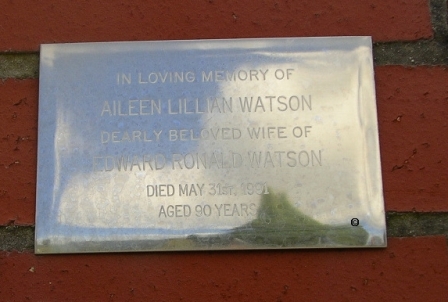 IN LOVING MEMORY OF
AILEEN LILLIAN WATSON
DEARLY BELOVED WIFE OF
EDWARD RONALD WATSON
DIED MAY 31ST, 1991
AGED 90 YEARS